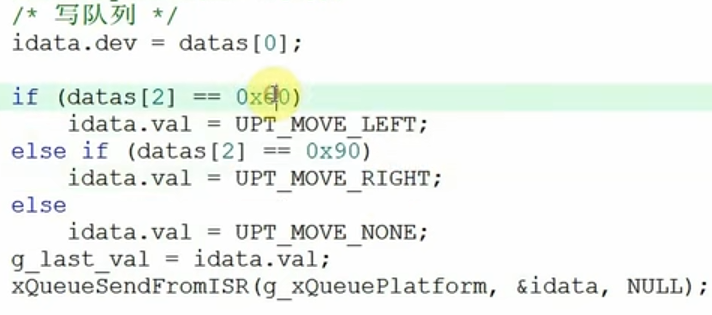 /* 写队列 */
idata.dev = datas[0];
if (datas[2] == 
    idata.val = UPT_MOVE_LEFT;
else if (datas[2] == 0x90)
    idata.val = UPT_MOVE_RIGHT;
else
    idata.val = UPT_MOVE_NONE;
g_last_val = idata.val;
xQueueSendFromISR(g_xQueuePlatform, &idata, NULL);